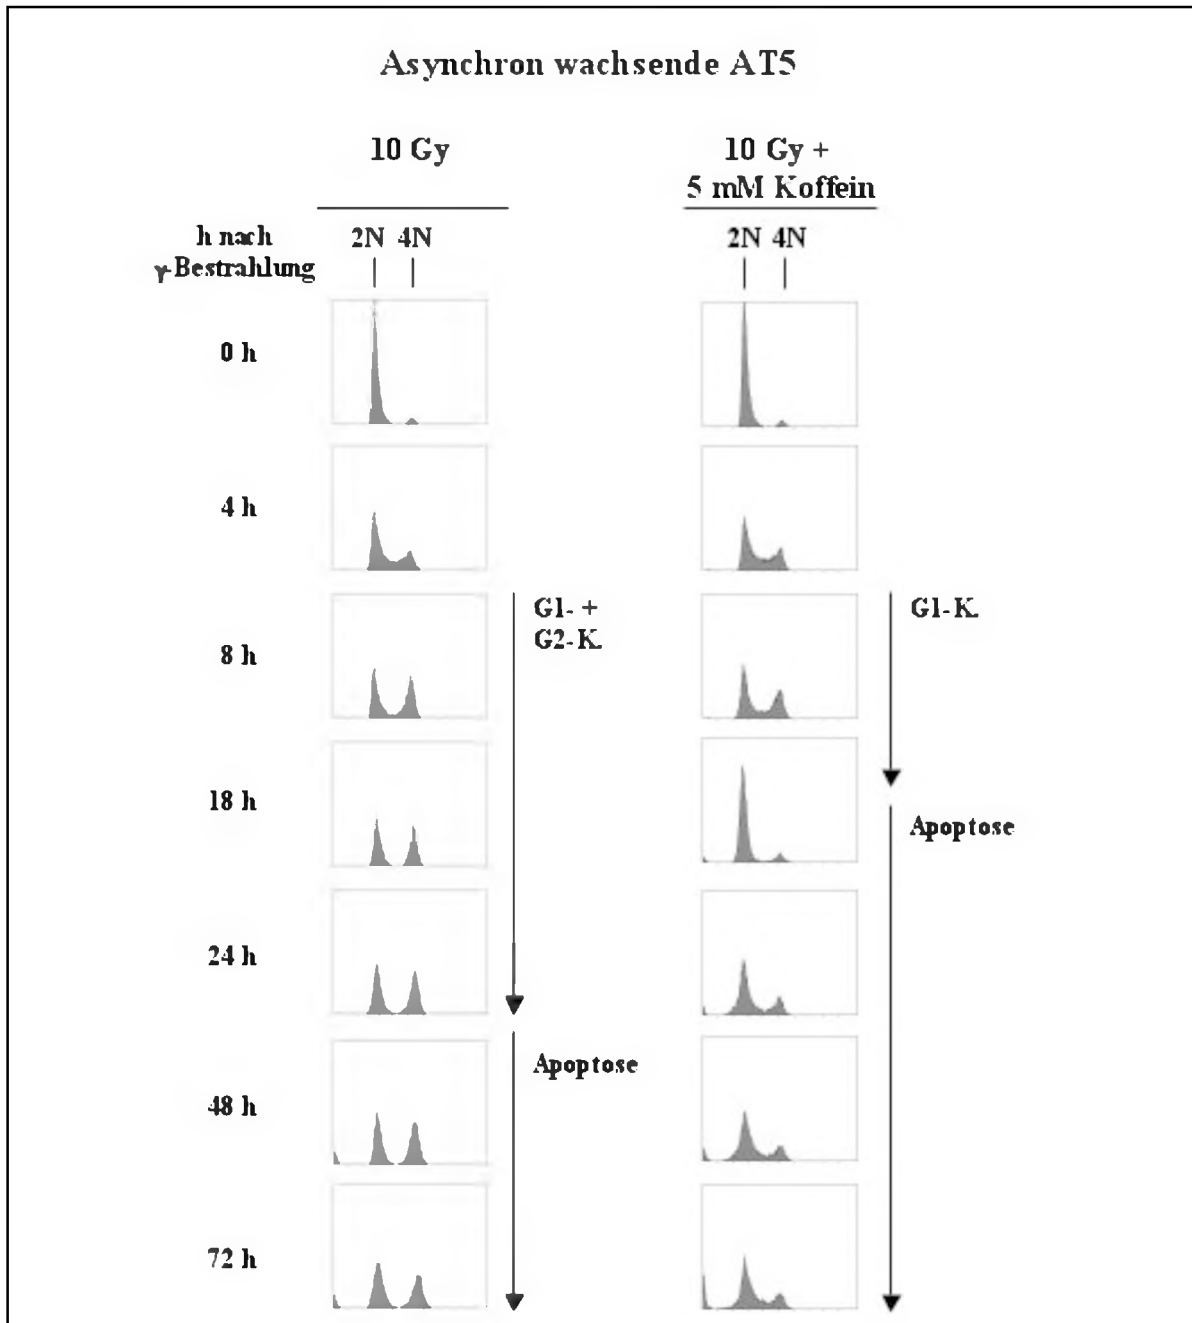 Asynchron wachsende AT5
10 Gy
10 Gy +
5 mM Koffein
h nach
γ-Bestrahlung
2N 4N
2N 4N
0 h
4 h
8 h
G1- +
G2-K.
G1-K.
18 h
Apoptose
24 h
48 h
Apoptose
72 h